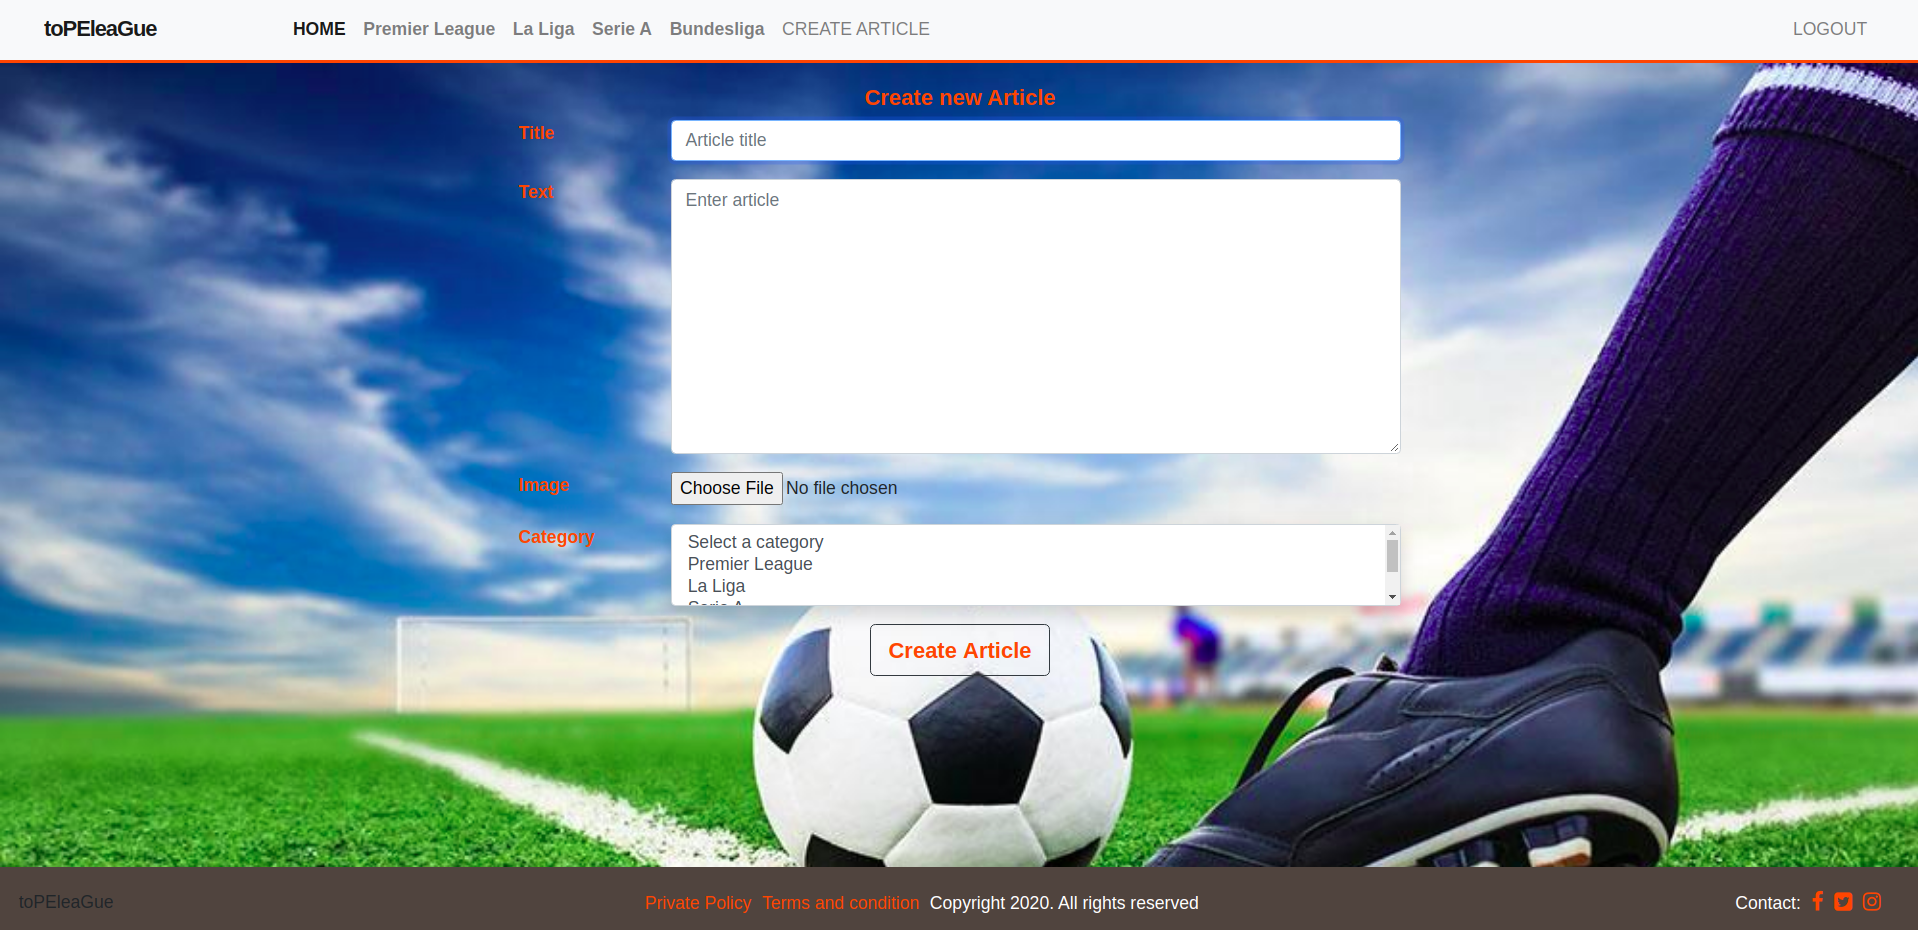 toPEleaGue HOME Premier League La Liga Serie A Bundesliga CREATE ARTICLE LOGOUT
Create new Article
Title Article title
Text Enter article
Image Choose File No file chosen
Category Select a category
Premier League
La Liga
Serie A
Create Article
toPEleaGue Private Policy Terms and condition Copyright 2020. All rights reserved Contact: